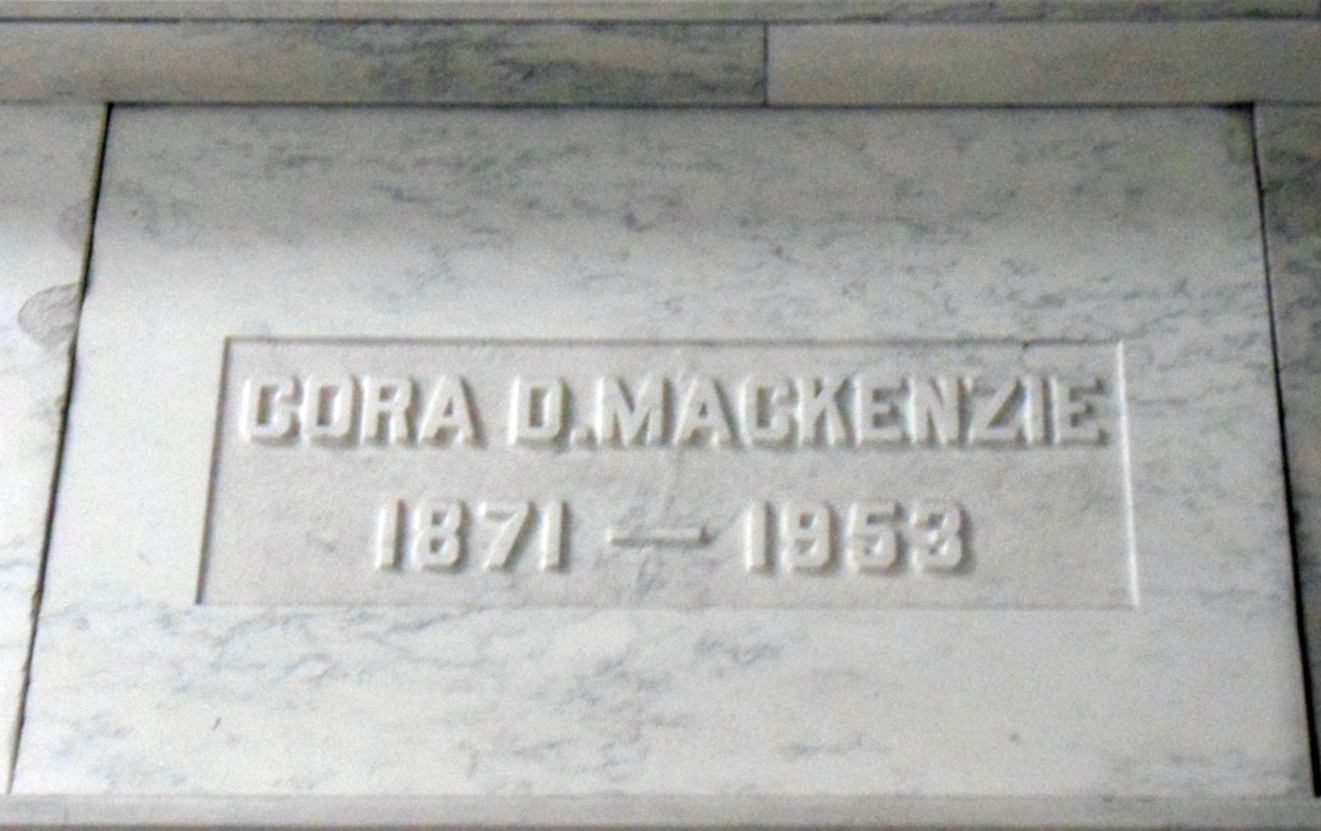 CORA D. MACKENZIE
1871 — 1953